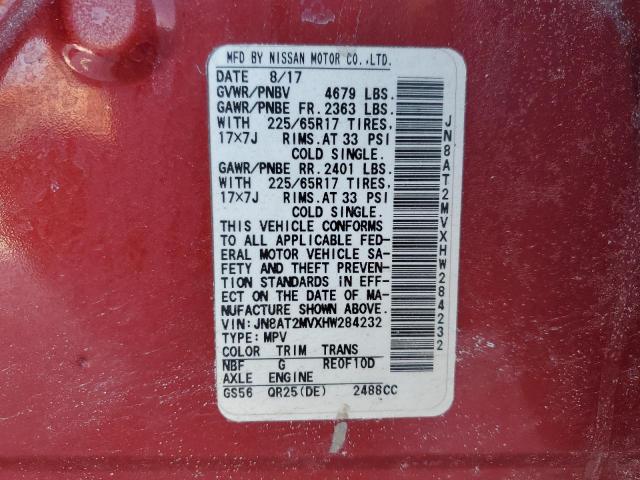 MFD BY NISSAN MOTOR CO.,LTD.
DATE 8/17
GVWR/PNBV 4679 LBS.
GAWR/PNBE FR. 2363 LBS.
WITH 225/65R17 TIRES,
17x7J RIMS.AT 33 PSI
COLD SINGLE.
GAWR/PNBE RR. 2401 LBS.
WITH 225/65R17 TIRES,
17x7J RIMS.AT 33 PSI
COLD SINGLE.
THIS VEHICLE CONFORMS
TO ALL APPLICABLE FED-
ERAL MOTOR VEHICLE SA-
FETY AND THEFT PREVEN-
TION STANDARDS IN EFF-
ECT ON THE DATE OF MA-
NUFACTURE SHOWN ABOVE.
VIN: JN8AT2MVXHW284232
TYPE: MPV
COLOR TRIM TRANS
NBF G RE0F10D
AXLE ENGINE
GS56 QR25(DE) 2488CC
JN8AT2MVXHW284232